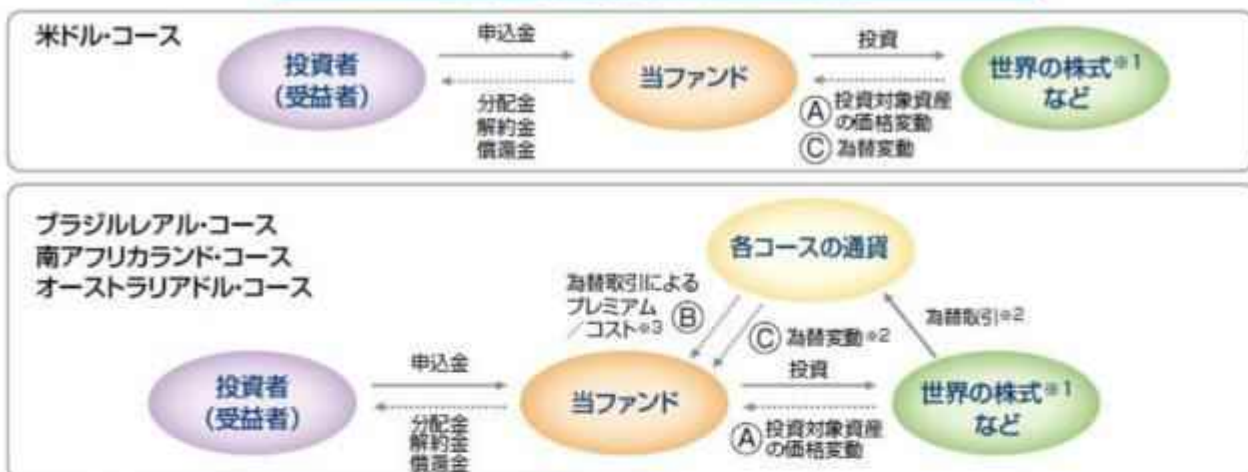 米ドル・コース
投資者
(受益者)
申込金
分配金
解約金
償還金
当ファンド
投資
Ⓐ 投資対象資産
の価格変動
Ⓒ 為替変動
世界の株式※1
など
ブラジルレアル・コース
南アフリカランド・コース
オーストラリアドル・コース
各コースの通貨
為替取引による
プレミアム
／コスト※3 Ⓑ
Ⓒ 為替変動※2
為替取引※2
投資者
(受益者)
申込金
分配金
解約金
償還金
当ファンド
投資
Ⓐ 投資対象資産
の価格変動
世界の株式※1
など